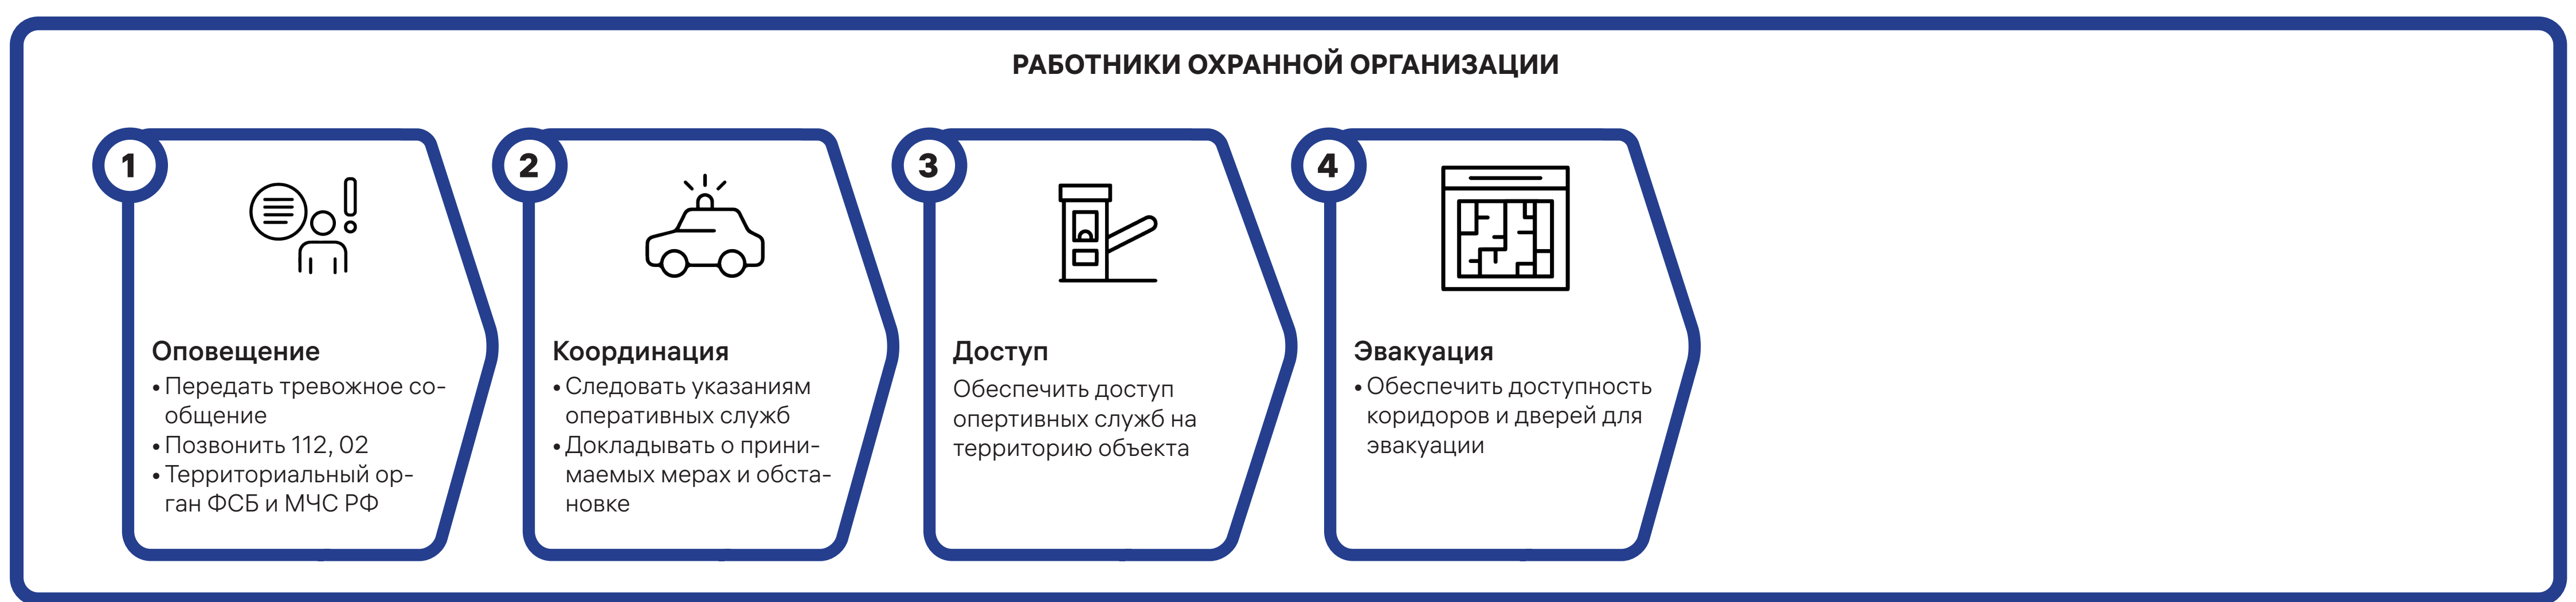 РАБОТНИКИ ОХРАННОЙ ОРГАНИЗАЦИИ
1
Оповещение
• Передать тревожное со-
общение
• Позвонить 112, 02
• Территориальный ор-
ган ФСБ и МЧС РФ
2
Координация
• Следовать указаниям
оперативных служб
• Докладывать о прини-
маемых мерах и обста-
новке
3
Доступ
Обеспечить доступ
опертивных служб на
территорию объекта
4
Эвакуация
• Обеспечить доступность
коридоров и дверей для
эвакуации